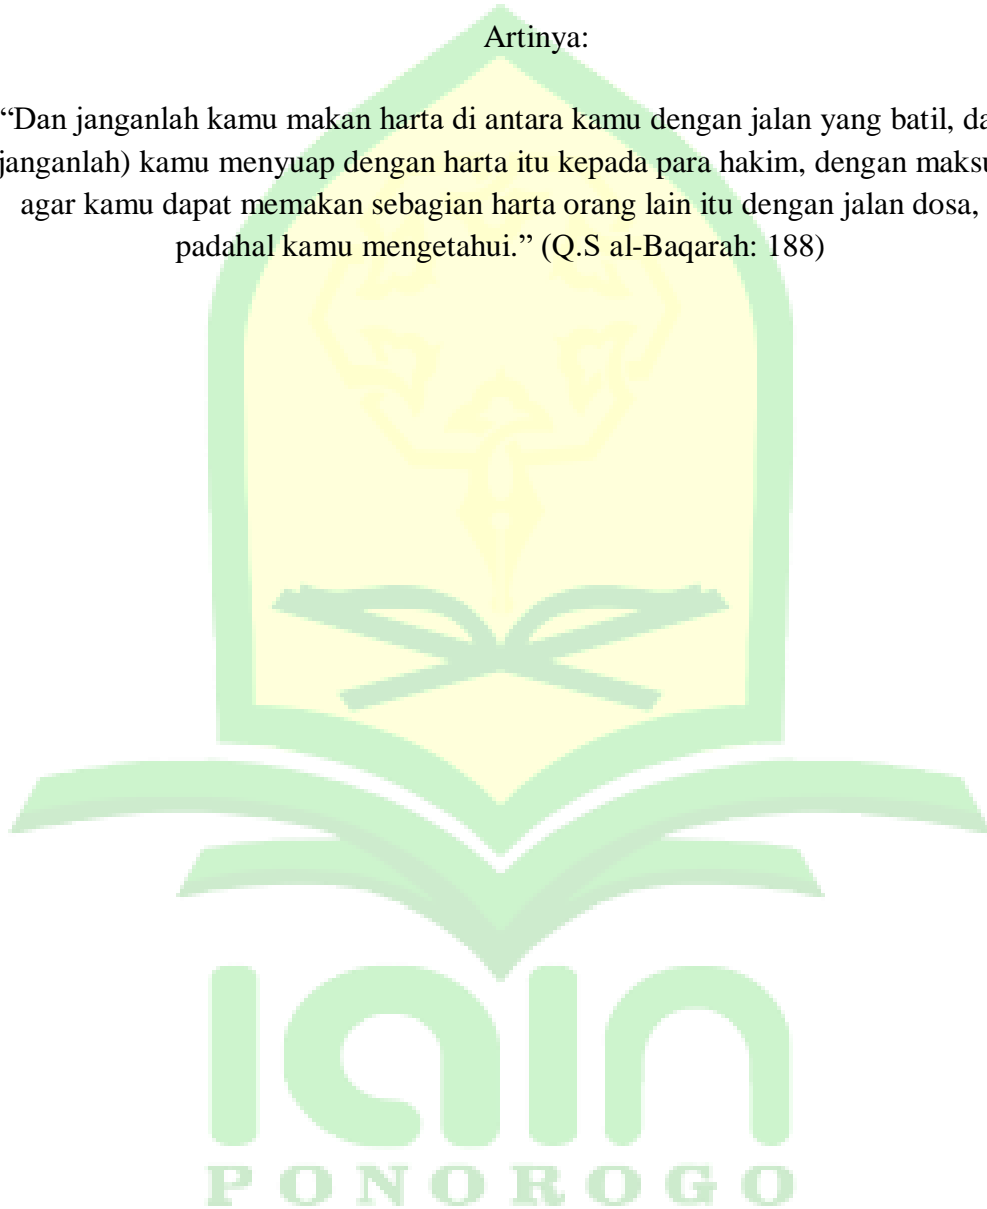 Artinya:
“Dan janganlah kamu makan harta di antara kamu dengan jalan yang batil, da
janganlah) kamu menyuap dengan harta itu kepada para hakim, dengan maksu
agar kamu dapat memakan sebagian harta orang lain itu dengan jalan dosa,
padahal kamu mengetahui.” (Q.S al-Baqarah: 188)
iain
PONOROGO